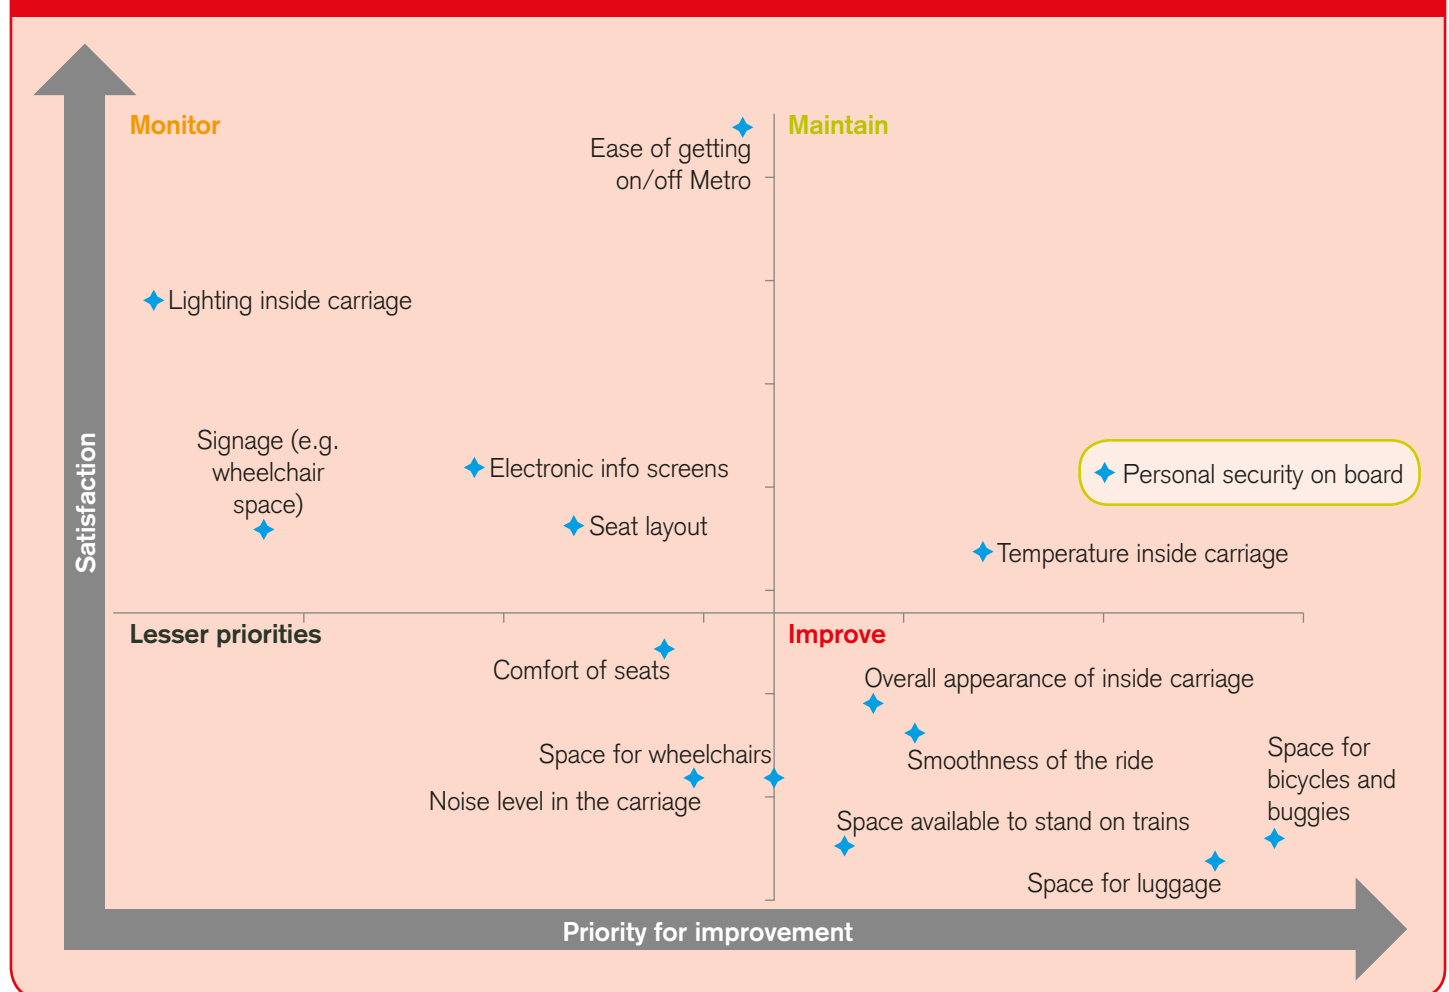 Monitor
Maintain
Ease of getting
on/off Metro
Lighting inside carriage
Signage (e.g.
wheelchair
space)
Electronic info screens
Personal security on board
Seat layout
Temperature inside carriage
Satisfaction
Lesser priorities
Improve
Comfort of seats
Overall appearance of inside carriage
Space for wheelchairs
Smoothness of the ride
Space for
bicycles and
buggies
Noise level in the carriage
Space available to stand on trains
Space for luggage
Priority for improvement